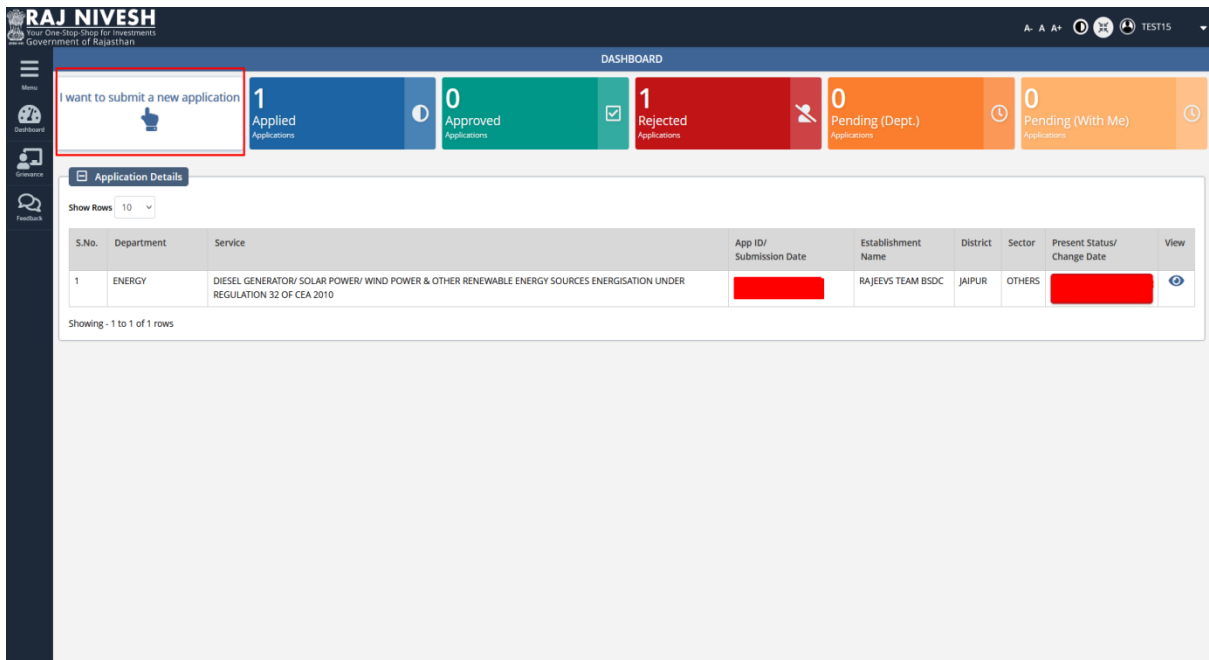 RAJ NIVESH
Your One-Stop-Shop for Investments
Government of Rajasthan
A- A A+ TEST15
DASHBOARD
Menu
Dashboard
Grievance
Feedback
I want to submit a new application
1
Applied
Applications
0
Approved
Applications
1
Rejected
Applications
0
Pending (Dept.)
Applications
0
Pending (With Me)
Applications
Application Details
Show Rows 10
S.No. Department Service App ID/ Establishment District Sector Present Status/ View
Submission Date Name Change Date
1 ENERGY DIESEL GENERATOR/ SOLAR POWER/ WIND POWER & OTHER RENEWABLE ENERGY SOURCES ENERGISATION UNDER RAJEEVS TEAM BSDC JAIPUR OTHERS
REGULATION 32 OF CEA 2010
Showing - 1 to 1 of 1 rows